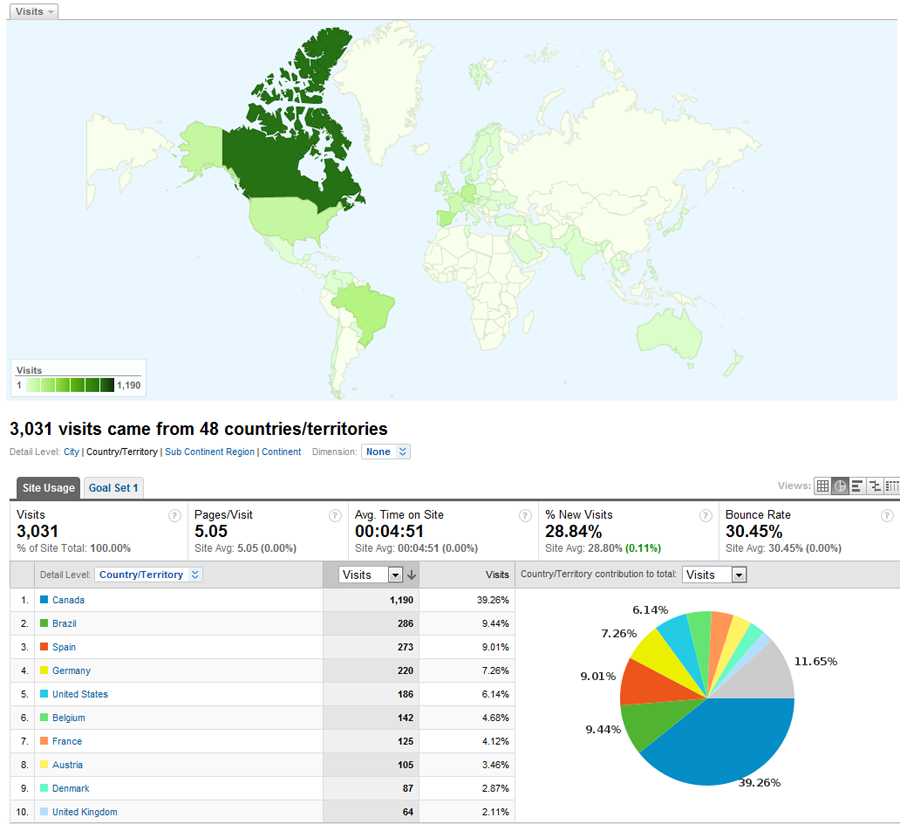 Visits
Visits
1 1,190
3,031 visits came from 48 countries/territories
Detail Level: City | Country/Territory | Sub Continent Region | Continent Dimension: None
Site Usage Goal Set 1 Views:
Visits ? Pages/Visit ? Avg. Time on Site ? % New Visits ? Bounce Rate ?
3,031 5.05 00:04:51 28.84% 30.45%
% of Site Total: 100.00% Site Avg: 5.05 (0.00%) Site Avg: 00:04:51 (0.00%) Site Avg: 28.80% (0.11%) Site Avg: 30.45% (0.00%)
Detail Level: Country/Territory Visits Visits Country/Territory contribution to total: Visits
1. Canada 1,190 39.26%
2. Brazil 286 9.44%
3. Spain 273 9.01%
4. Germany 220 7.26%
5. United States 186 6.14%
6. Belgium 142 4.68%
7. France 125 4.12%
8. Austria 105 3.46%
9. Denmark 87 2.87%
10. United Kingdom 64 2.11%
6.14%
7.26%
11.65%
9.01%
9.44%
39.26%